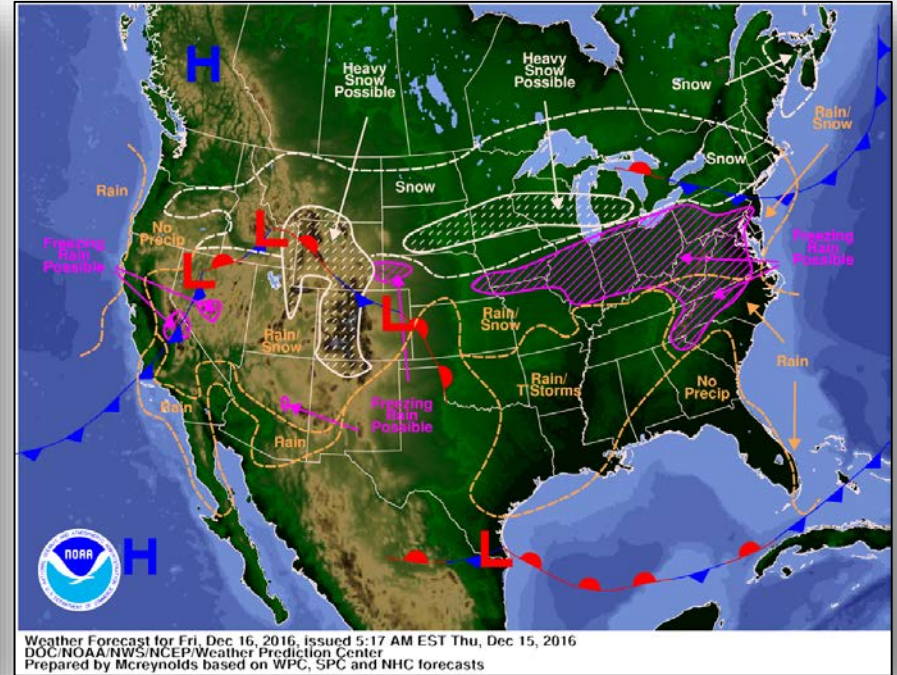 H
Heavy
Snow
Possible
Heavy
Snow
Possible
Snow
Rain/
Snow
Snow
Snow
Rain
No
Precip
L
Freezing
Rain
Possible
L
Freezing
Rain
Possible
L
Rain/
Snow
Rain/
Snow
Rain
Rain/
T'Storms
No
Precip
Rain
Freezing
Rain
Possible
Rain
L
NOAA
H
Weather Forecast for Fri, Dec 16, 2016, issued 5:17 AM EST Thu, Dec 15, 2016
DOC/NOAA/NWS/NCEP/Weather Prediction Center
Prepared by Mcreynolds based on WPC, SPC and NHC forecasts